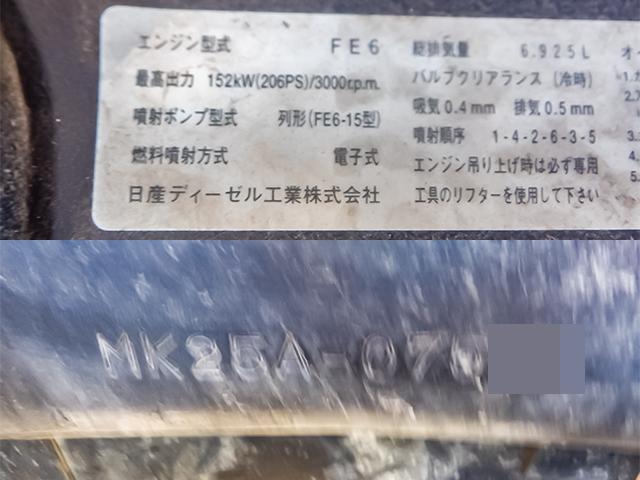 エンジン型式 FE6
最高出力 152kW(206PS)/3000r.p.m.
噴射ポンプ型式 列形(FE6-15型)
燃料噴射方式 電子式
日産ディーゼル工業株式会社
総排気量 6.925L
バルブクリアランス (冷時)
吸気 0.4mm 排気 0.5mm
噴射順序 1-4-2-6-3-5
エンジン吊り上げ時は必ず専用
工具のリフターを使用して下さい
オ
1.
2.
3.
4.
5.
MK25A-070